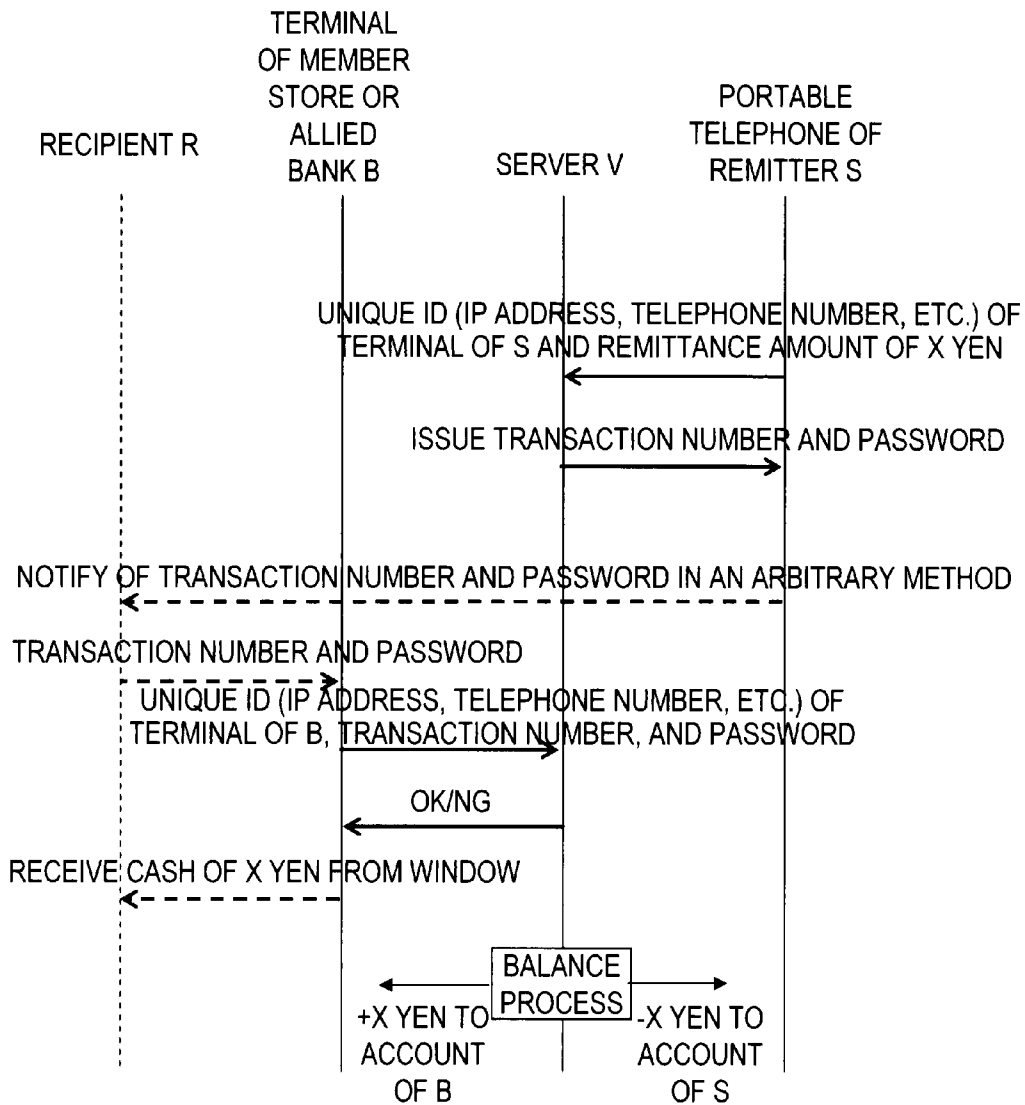 RECIPIENT R
TERMINAL
OF MEMBER
STORE OR
ALLIED
BANK B
SERVER V
PORTABLE
TELEPHONE OF
REMITTER S
UNIQUE ID (IP ADDRESS, TELEPHONE NUMBER, ETC.) OF
TERMINAL OF S AND REMITTANCE AMOUNT OF X YEN
ISSUE TRANSACTION NUMBER AND PASSWORD
NOTIFY OF TRANSACTION NUMBER AND PASSWORD IN AN ARBITRARY METHOD
TRANSACTION NUMBER AND PASSWORD
UNIQUE ID (IP ADDRESS, TELEPHONE NUMBER, ETC.) OF
TERMINAL OF B, TRANSACTION NUMBER, AND PASSWORD
OK/NG
RECEIVE CASH OF X YEN FROM WINDOW
BALANCE
PROCESS
+X YEN TO
ACCOUNT
OF B
-X YEN TO
ACCOUNT
OF S